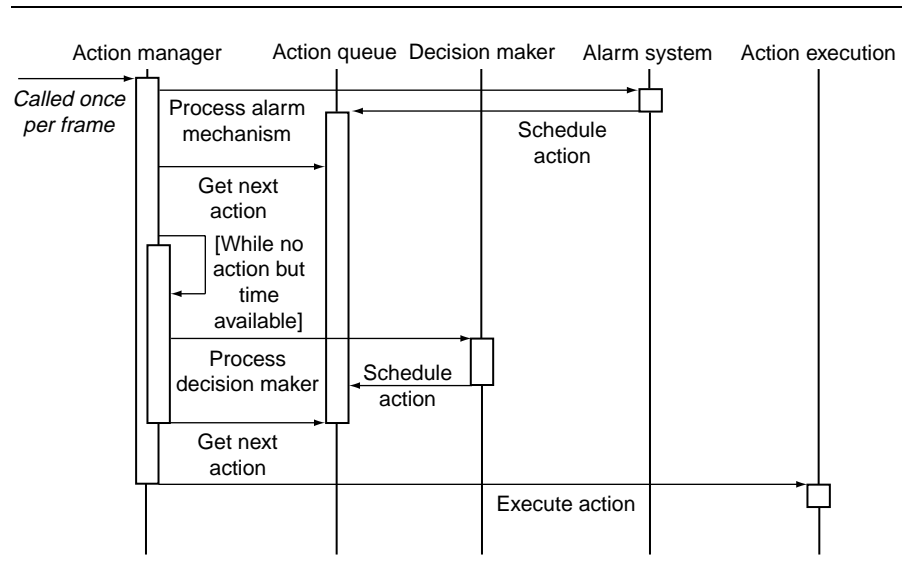 Action manager
Action queue
Decision maker
Alarm system
Action execution
Called once
per frame
Process alarm
mechanism
Schedule
action
Get next
action
[While no
action but
time
available]
Process
decision maker
Schedule
action
Get next
action
Execute action